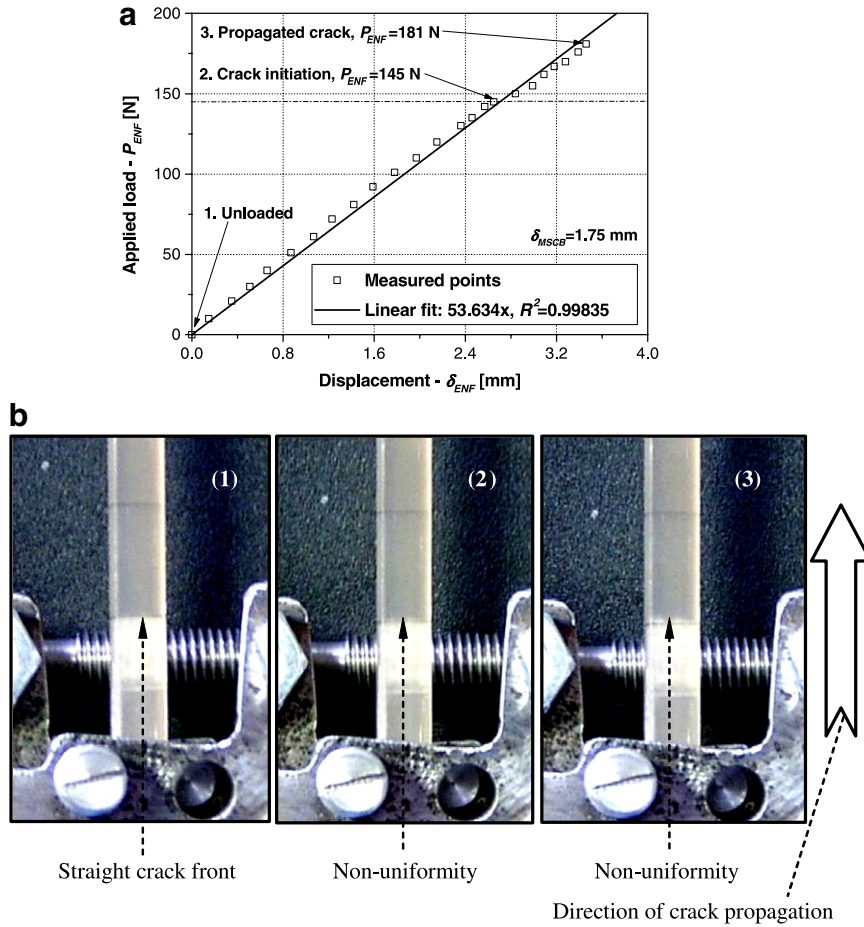 a
200
150
100
50
0
0.0 0.8 1.6 2.4 3.2 4.0
Applied load - P_ENF [N]
Displacement - δ_ENF [mm]
3. Propagated crack, P_ENF=181 N
2. Crack initiation, P_ENF=145 N
1. Unloaded
δ_MSCB=1.75 mm
Measured points
Linear fit: 53.634x, R²=0.99835
b
(1)
(2)
(3)
Straight crack front
Non-uniformity
Non-uniformity
Direction of crack propagation